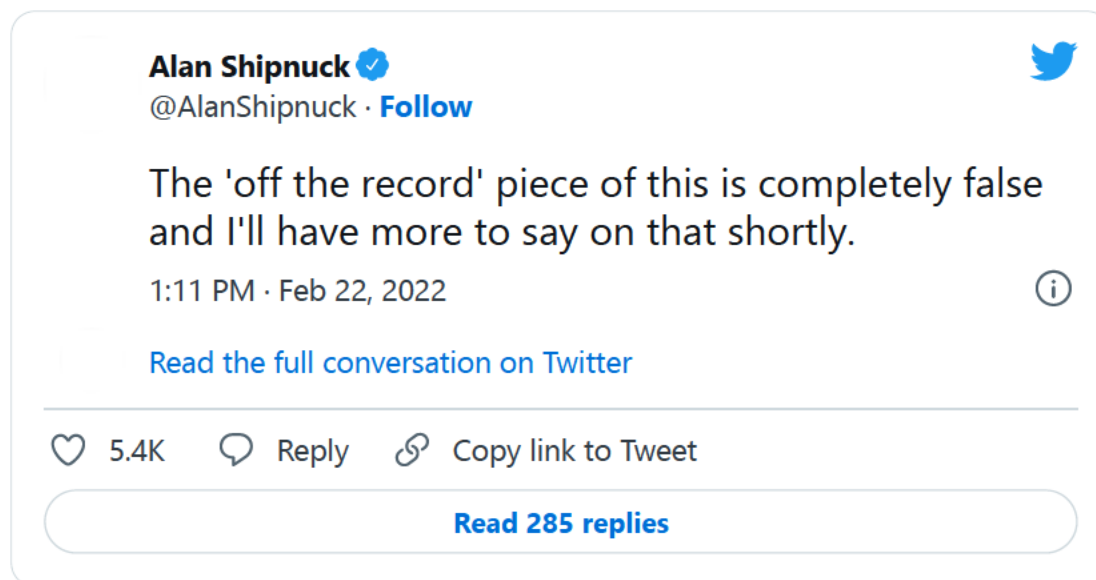 Alan Shipnuck
@AlanShipnuck · Follow
The 'off the record' piece of this is completely false
and I'll have more to say on that shortly.
1:11 PM · Feb 22, 2022
Read the full conversation on Twitter
5.4K Reply Copy link to Tweet
Read 285 replies